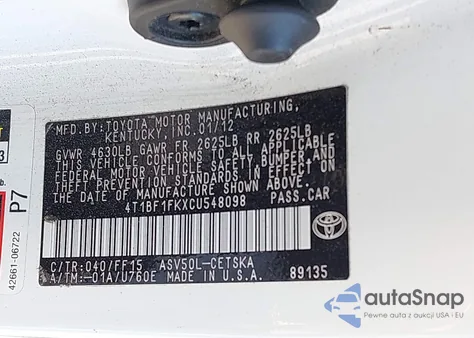 MFD.BY: TOYOTA MOTOR MANUFACTURING,
KENTUCKY, INC. 01/12
GVWR 4630LB GAWR FR 2625LB RR 2625LB
THIS VEHICLE CONFORMS TO ALL APPLICABLE
FEDERAL MOTOR VEHICLE SAFETY, BUMPER, AND
THEFT PREVENTION STANDARDS IN EFFECT ON
THE DATE OF MANUFACTURE SHOWN ABOVE.
4T1BF1FKXCU548098 PASS.CAR
C/TR: 040/FF15 ASV50L-CETSKA
A/TM: -01A/U760E MADE IN U.S.A. 89135
P7
42661-06722
3
autoSnap
Pewne auta z aukcji USA - EU